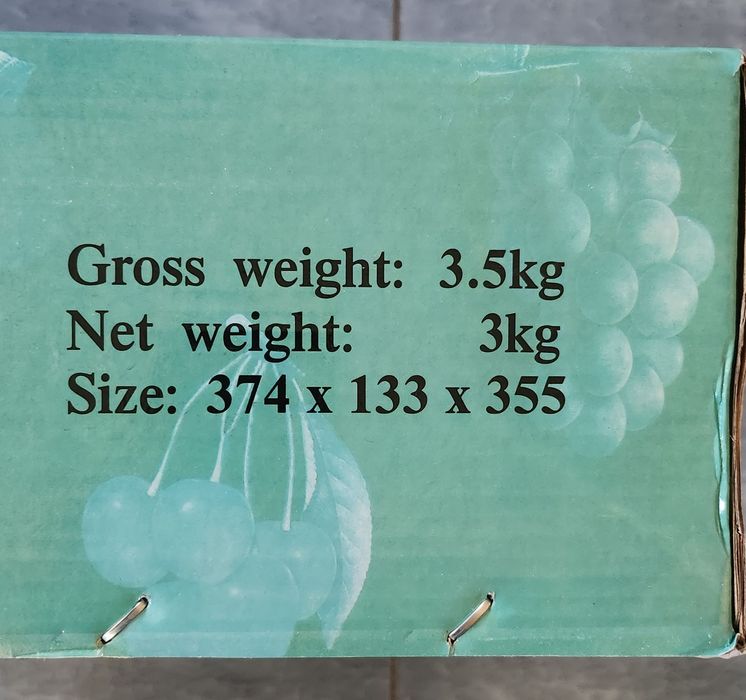 Gross weight: 3.5kg
Net weight: 3kg
Size: 374 x 133 x 355